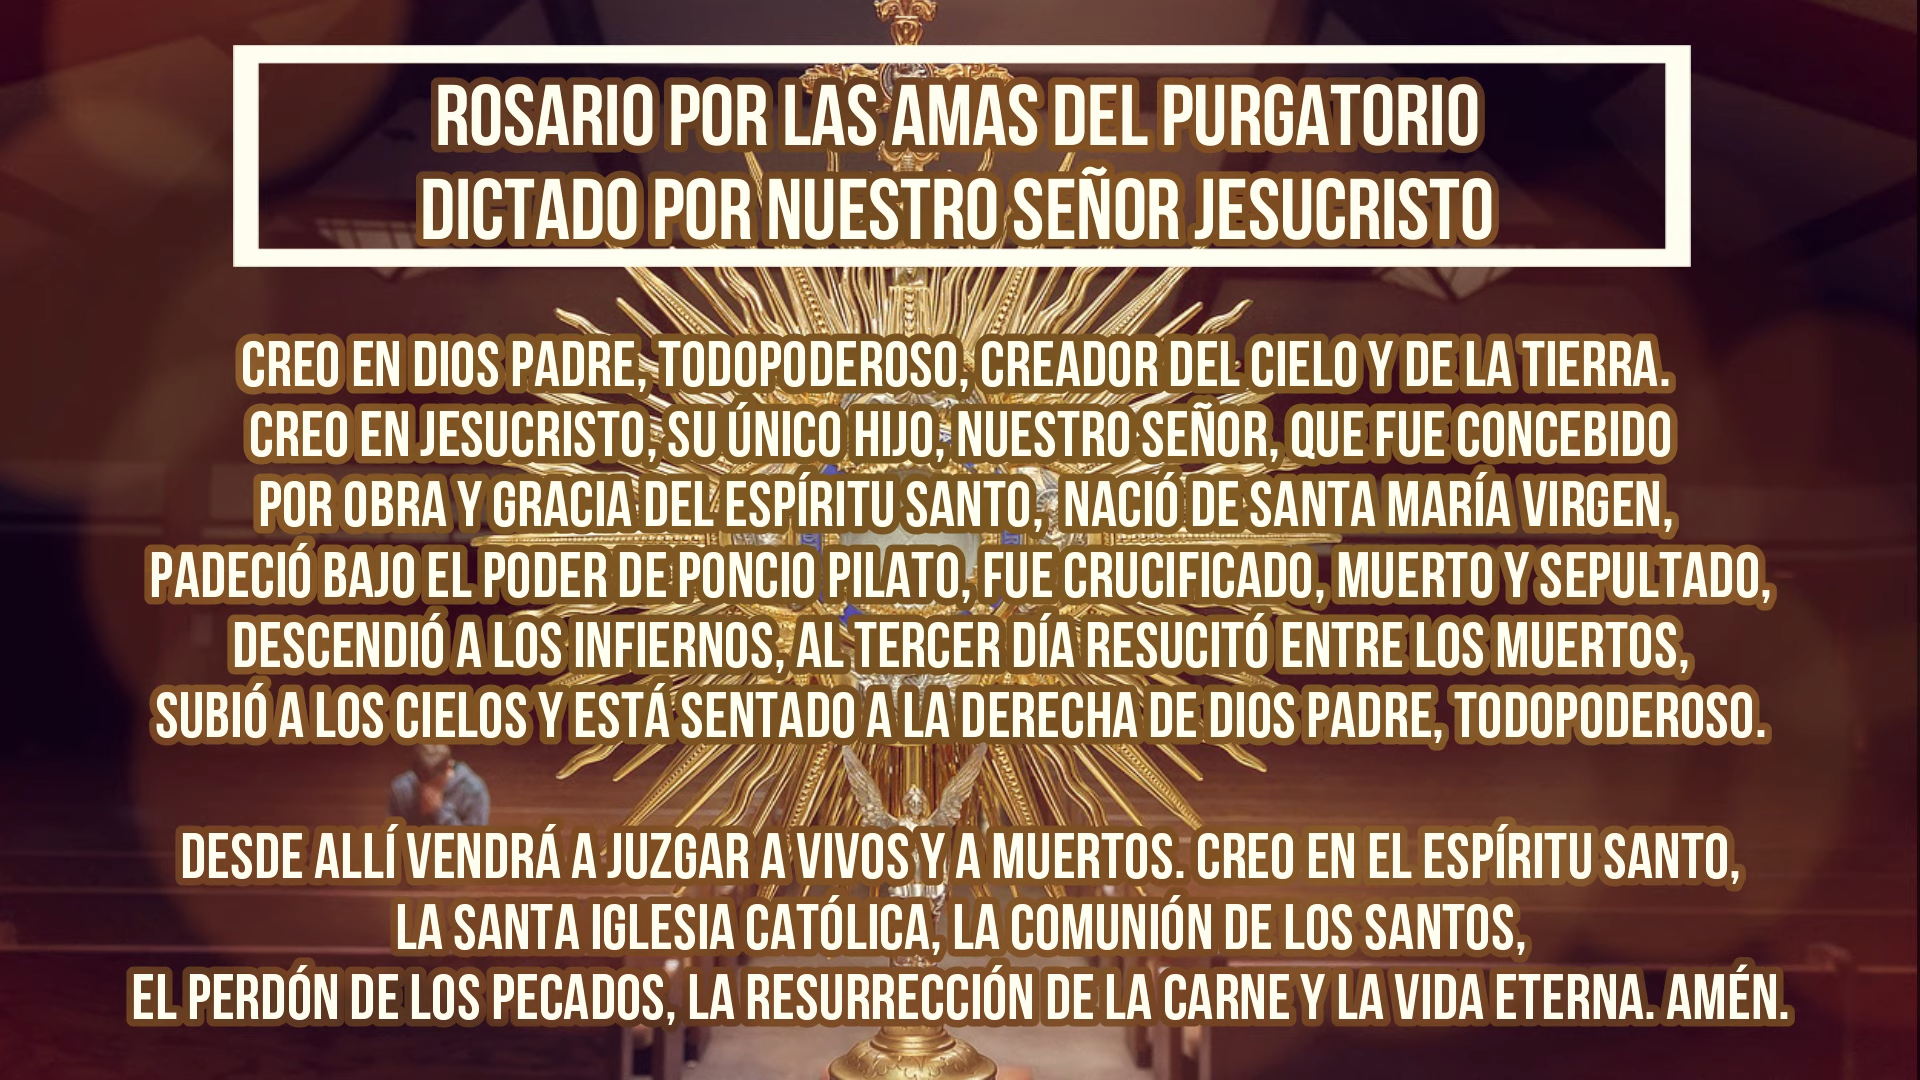 ROSARIO POR LAS AMAS DEL PURGATORIO
DICTADO POR NUESTRO SEÑOR JESUCRISTO
CREO EN DIOS PADRE, TODOPODEROSO, CREADOR DEL CIELO Y DE LA TIERRA.
CREO EN JESUCRISTO, SU ÚNICO HIJO, NUESTRO SEÑOR, QUE FUE CONCEBIDO
POR OBRA Y GRACIA DEL ESPÍRITU SANTO, NACIÓ DE SANTA MARÍA VIRGEN,
PADECIÓ BAJO EL PODER DE PONCIO PILATO, FUE CRUCIFICADO, MUERTO Y SEPULTADO,
DESCENDIÓ A LOS INFIERNOS, AL TERCER DÍA RESUCITÓ ENTRE LOS MUERTOS,
SUBIÓ A LOS CIELOS Y ESTÁ SENTADO A LA DERECHA DE DIOS PADRE, TODOPODEROSO.
DESDE ALLÍ VENDRÁ A JUZGAR A VIVOS Y A MUERTOS. CREO EN EL ESPÍRITU SANTO,
LA SANTA IGLESIA CATÓLICA, LA COMUNIÓN DE LOS SANTOS,
EL PERDÓN DE LOS PECADOS, LA RESURRECCIÓN DE LA CARNE Y LA VIDA ETERNA. AMÉN.